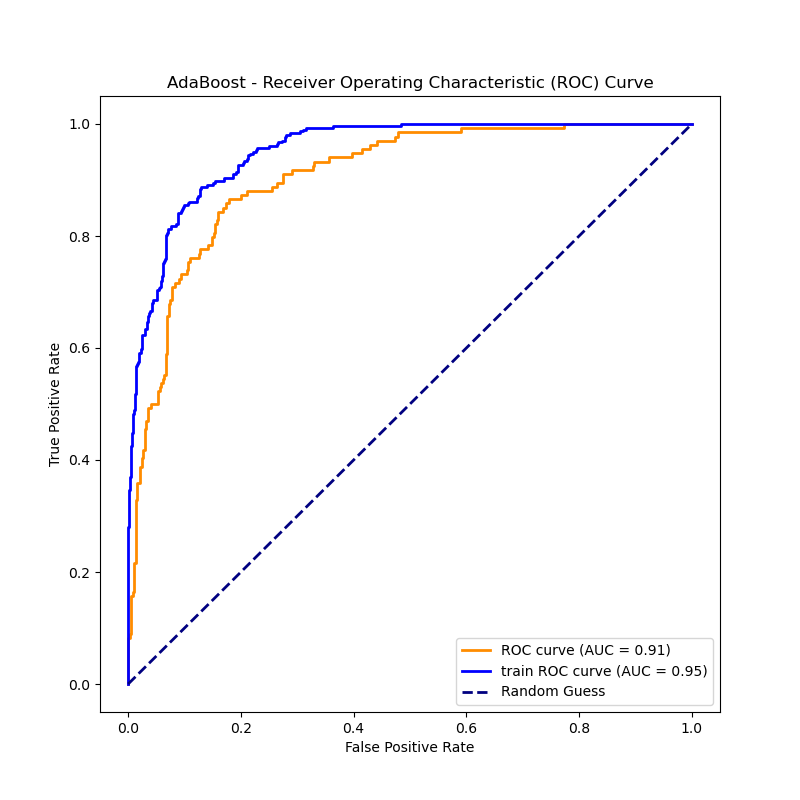 AdaBoost - Receiver Operating Characteristic (ROC) Curve
1.0
0.8
0.6
0.4
0.2
0.0
True Positive Rate
0.0 0.2 0.4 0.6 0.8 1.0
False Positive Rate
ROC curve (AUC = 0.91)
train ROC curve (AUC = 0.95)
Random Guess